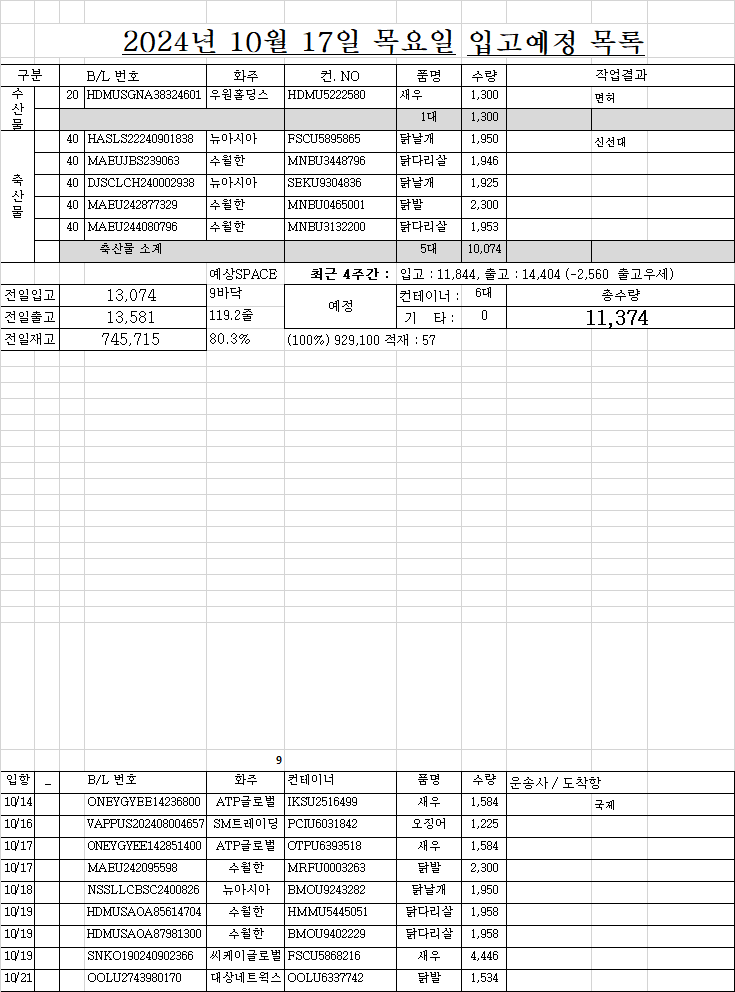 2024년 10월 17일 목요일 입고예정 목록
구분 B/L 번호 화주 컨. NO 품명 수량 작업결과
수산물 20 HDMUSGNA38324601 우원홀딩스 HDMU5222580 새우 1,300 면허
1대 1,300
축산물 40 HASLS22240901838 뉴아시아 FSCU5895865 닭날개 1,950 신선대
40 MAEUJBS239063 수월한 MNBU3448796 닭다리살 1,946
40 DJSCLCH240002938 뉴아시아 SEKU9304836 닭날개 1,925
40 MAEU242877329 수월한 MNBU0465001 닭발 2,300
40 MAEU244080796 수월한 MNBU3132200 닭다리살 1,953
축산물 소계 5대 10,074
예상SPACE 최근 4주간 : 입고 : 11,844, 출고 : 14,404 (-2,560 출고우세)
전일입고 13,074 9바닥 예정 컨테이너 : 6대 총수량
전일출고 13,581 119.2줄 기 타 : 0 11,374
전일재고 745,715 80.3% (100%) 929,100 적재 : 57
9
입항 _ B/L 번호 화주 컨테이너 품명 수량 운송사 / 도착항
10/14 ONEYGYEE14236800 ATP글로벌 IKSU2516499 새우 1,584 국제
10/16 VAPPUS202408004657 SM트레이딩 PCIU6031842 오징어 1,225
10/17 ONEYGYEE142851400 ATP글로벌 OTPU6393518 새우 1,584
10/17 MAEU242095598 수월한 MRFU0003263 닭발 2,300
10/18 NSSLLCBSC2400826 뉴아시아 BMOU9243282 닭날개 1,950
10/19 HDMUSAOA85614704 수월한 HMMU5445051 닭다리살 1,958
10/19 HDMUSAOA87981300 수월한 BMOU9402229 닭다리살 1,958
10/19 SNKO190240902366 씨케이글로벌 FSCU5868216 새우 4,446
10/21 OOLU2743980170 대상네트웍스 OOLU6337742 닭발 1,534